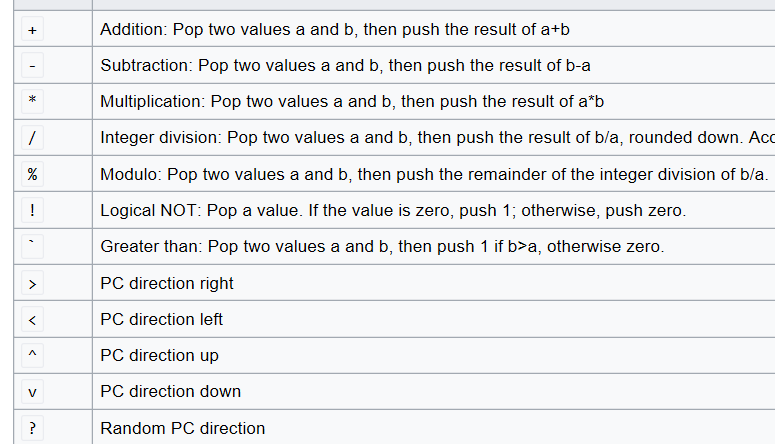 + Addition: Pop two values a and b, then push the result of a+b
- Subtraction: Pop two values a and b, then push the result of b-a
* Multiplication: Pop two values a and b, then push the result of a*b
/ Integer division: Pop two values a and b, then push the result of b/a, rounded down. Acc
% Modulo: Pop two values a and b, then push the remainder of the integer division of b/a.
! Logical NOT: Pop a value. If the value is zero, push 1; otherwise, push zero.
` Greater than: Pop two values a and b, then push 1 if b>a, otherwise zero.
> PC direction right
< PC direction left
^ PC direction up
v PC direction down
? Random PC direction